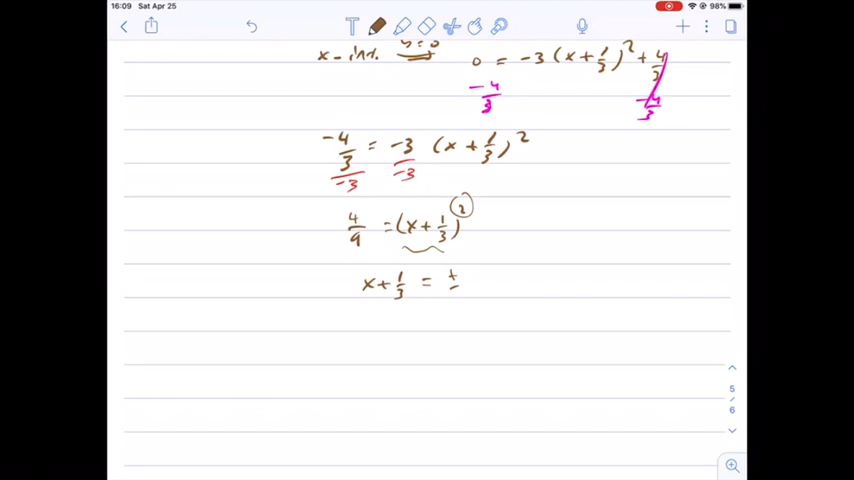 16:09 Sat Apr 25
98%
x - int. y = 0
0 = -3 (x + 1/3)² + 4/3
-4/3 -4/3
-4/3 = -3 (x + 1/3)²
-3 -3
4/9 = (x + 1/3)²
x + 1/3 = ±
5
6